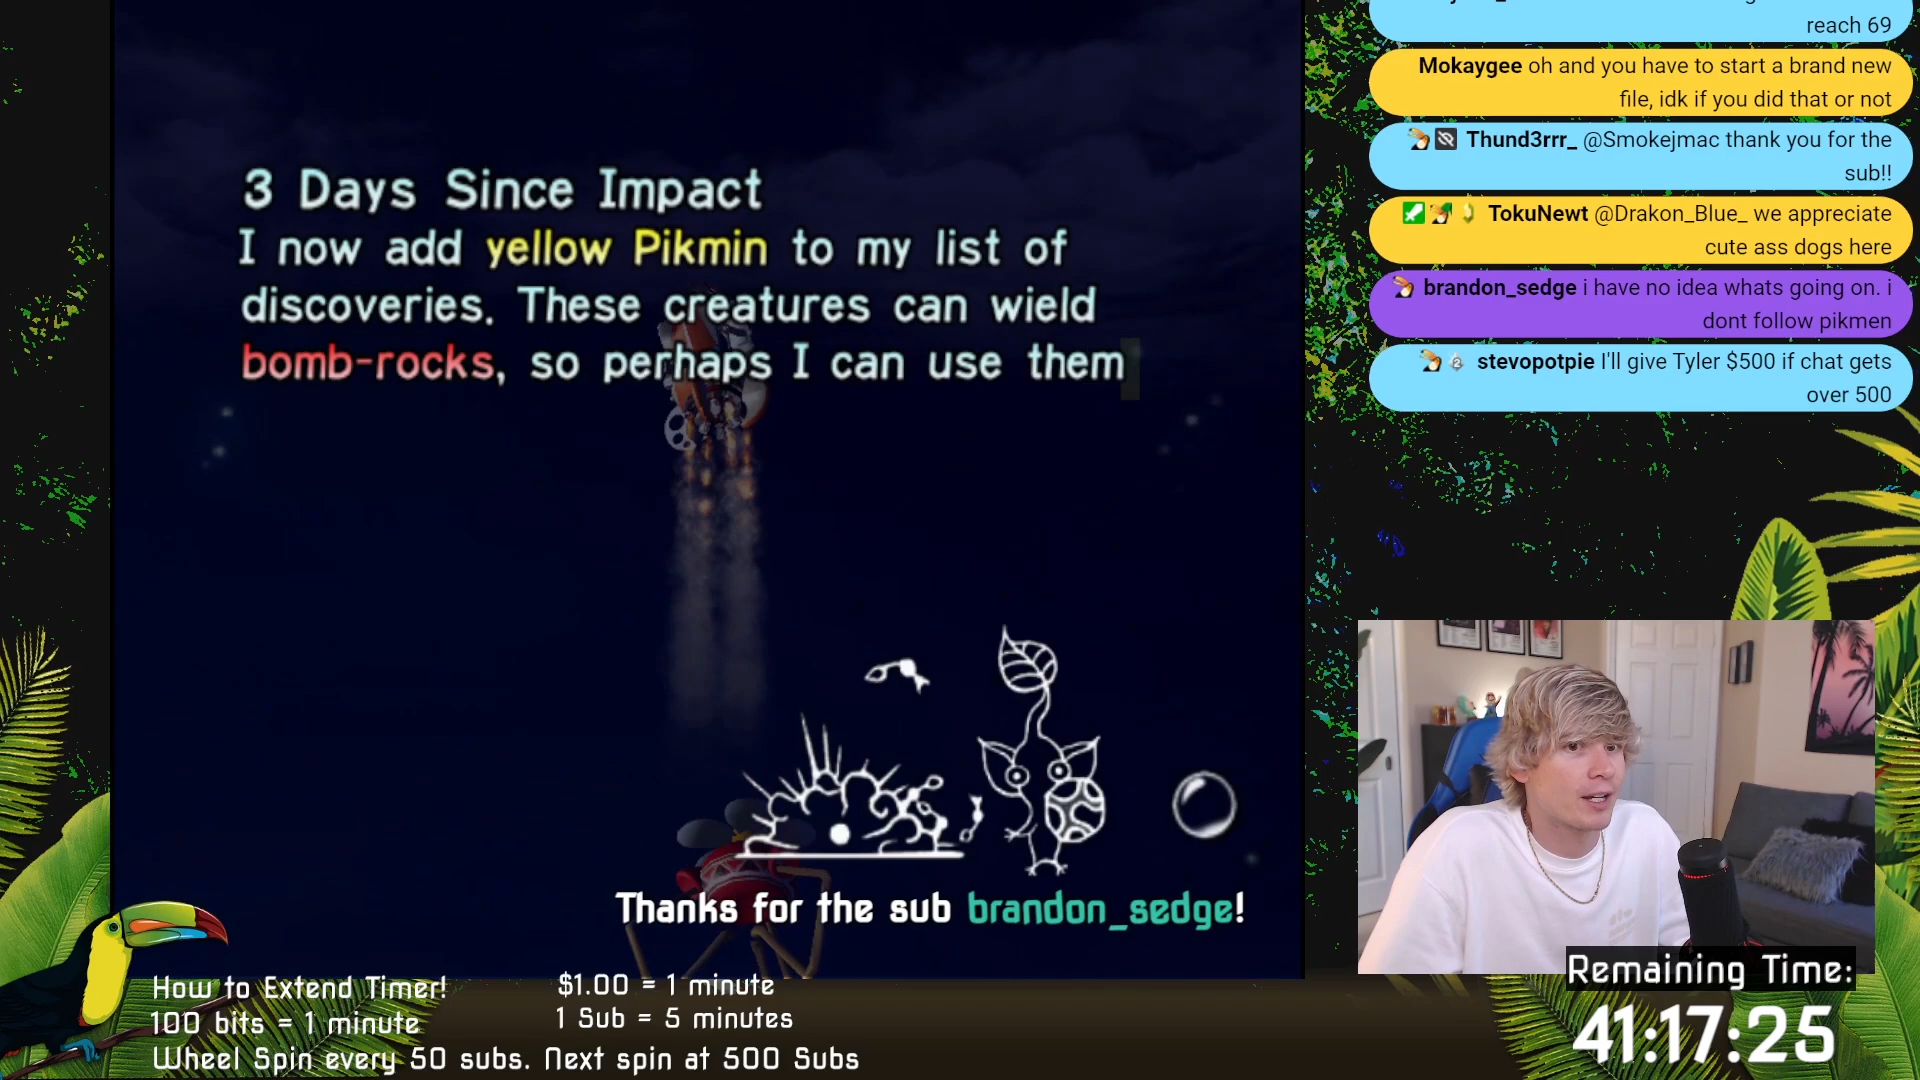 3 Days Since Impact
I now add yellow Pikmin to my list of
discoveries. These creatures can wield
bomb-rocks, so perhaps I can use them
Thanks for the sub brandon_sedge!
How to Extend Timer!
100 bits = 1 minute
$1.00 = 1 minute
1 Sub = 5 minutes
Wheel Spin every 50 subs. Next spin at 500 Subs
reach 69
Mokaygee oh and you have to start a brand new
file, idk if you did that or not
Thund3rrr_ @Smokejmac thank you for the
sub!!
TokuNewt @Drakon_Blue_ we appreciate
cute ass dogs here
brandon_sedge i have no idea whats going on. i
dont follow pikmen
stevopotpie I'll give Tyler $500 if chat gets
over 500
Remaining Time:
41:17:25